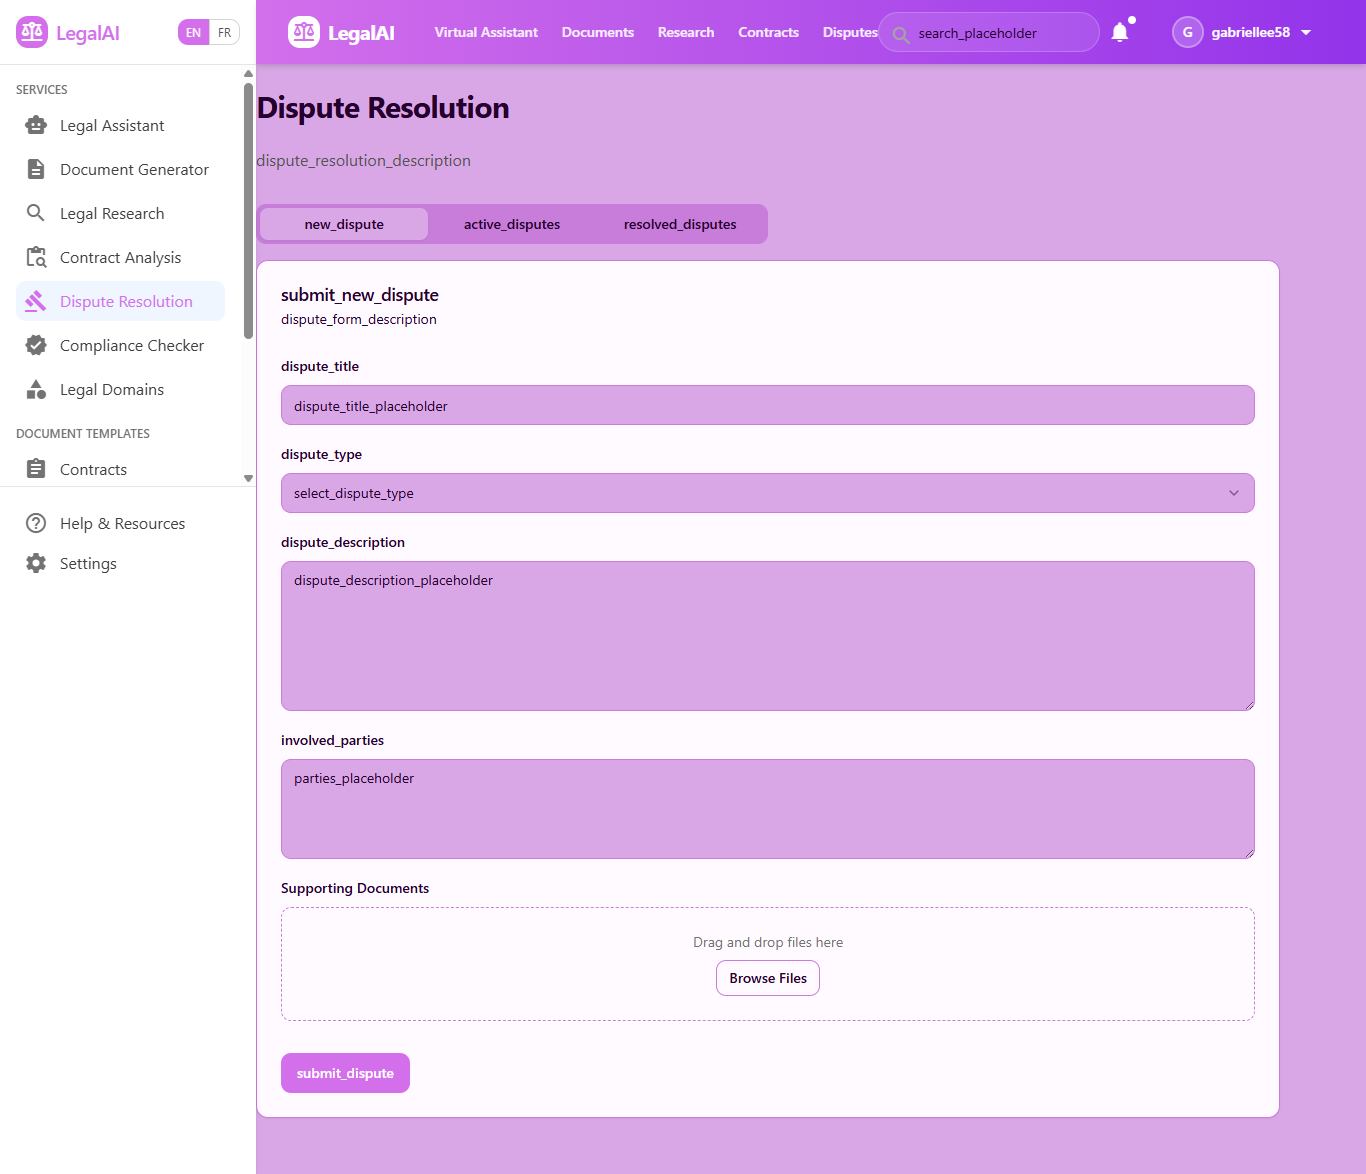 LegalAI
EN FR
LegalAI
Virtual Assistant Documents Research Contracts Disputes
search_placeholder
G gabriellee58
SERVICES
Legal Assistant
Document Generator
Legal Research
Contract Analysis
Dispute Resolution
Compliance Checker
Legal Domains
DOCUMENT TEMPLATES
Contracts
Help & Resources
Settings
Dispute Resolution
dispute_resolution_description
new_dispute active_disputes resolved_disputes
submit_new_dispute
dispute_form_description
dispute_title
dispute_title_placeholder
dispute_type
select_dispute_type
dispute_description
dispute_description_placeholder
involved_parties
parties_placeholder
Supporting Documents
Drag and drop files here
Browse Files
submit_dispute